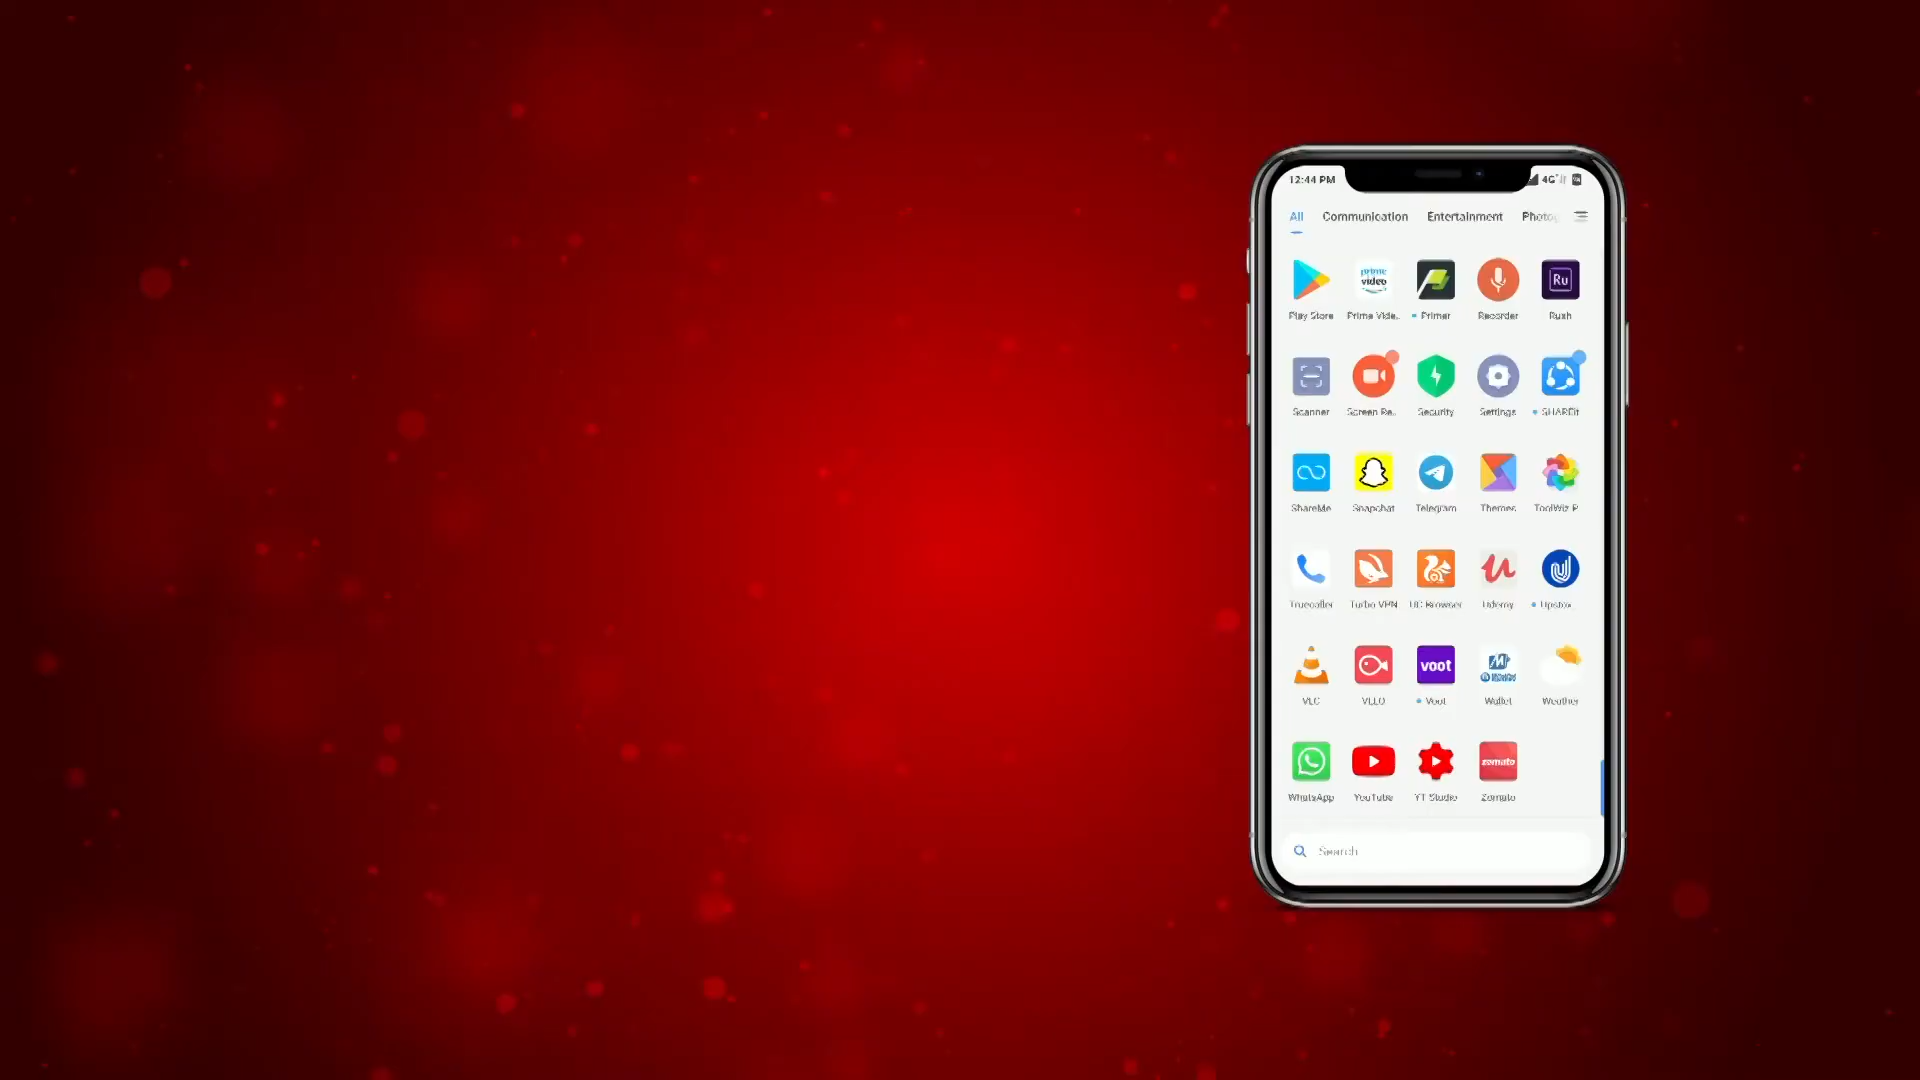 12:44 PM 4G
All Communication Entertainment Photog
prime video Ru
Play Store Prime Vide.. Primer Recorder Rush
Scanner Screen Re.. Security Settings SHAREit
ShareMe Snapchat Telegram Themes ToolWiz P
Truecaller Turbo VPN UC Browser Udemy Upstox
voot
VLC VLLO Voot Wallet Weather
zomato
WhatsApp YouTube YT Studio Zomato
Search